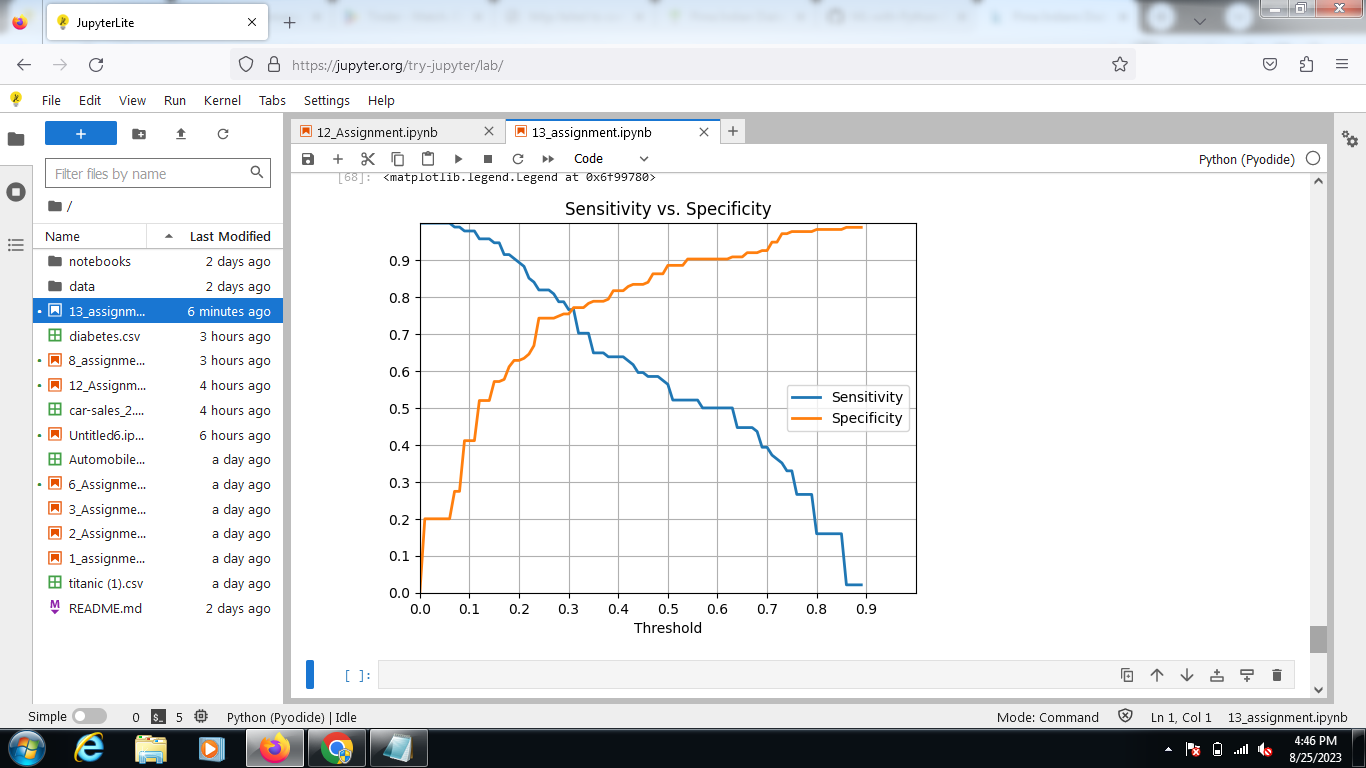 JupyterLite
https://jupyter.org/try-jupyter/lab/
File Edit View Run Kernel Tabs Settings Help
12_Assignment.ipynb
13_assignment.ipynb
Filter files by name
Code
Python (Pyodide)
/
Name Last Modified
notebooks 2 days ago
data 2 days ago
13_assignm... 6 minutes ago
diabetes.csv 3 hours ago
8_assignme... 3 hours ago
12_Assignm... 4 hours ago
car-sales_2.... 4 hours ago
Untitled6.ip... 6 hours ago
Automobile... a day ago
6_Assignme... a day ago
3_Assignme... a day ago
2_Assignme... a day ago
1_assignme... a day ago
titanic (1).csv a day ago
README.md 2 days ago
[68]: <matplotlib.legend.Legend at 0x6f99780>
Sensitivity vs. Specificity
0.9
0.8
0.7
0.6
0.5
0.4
0.3
0.2
0.1
0.0
Sensitivity
Specificity
0.0 0.1 0.2 0.3 0.4 0.5 0.6 0.7 0.8 0.9
Threshold
[ ]:
Simple 0 $_ 5 Python (Pyodide) | Idle
Mode: Command Ln 1, Col 1 13_assignment.ipynb
4:46 PM
8/25/2023